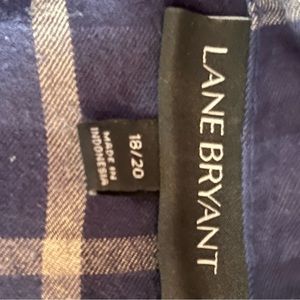 LANE BRYANT
18/20
MADE IN
INDONESIA